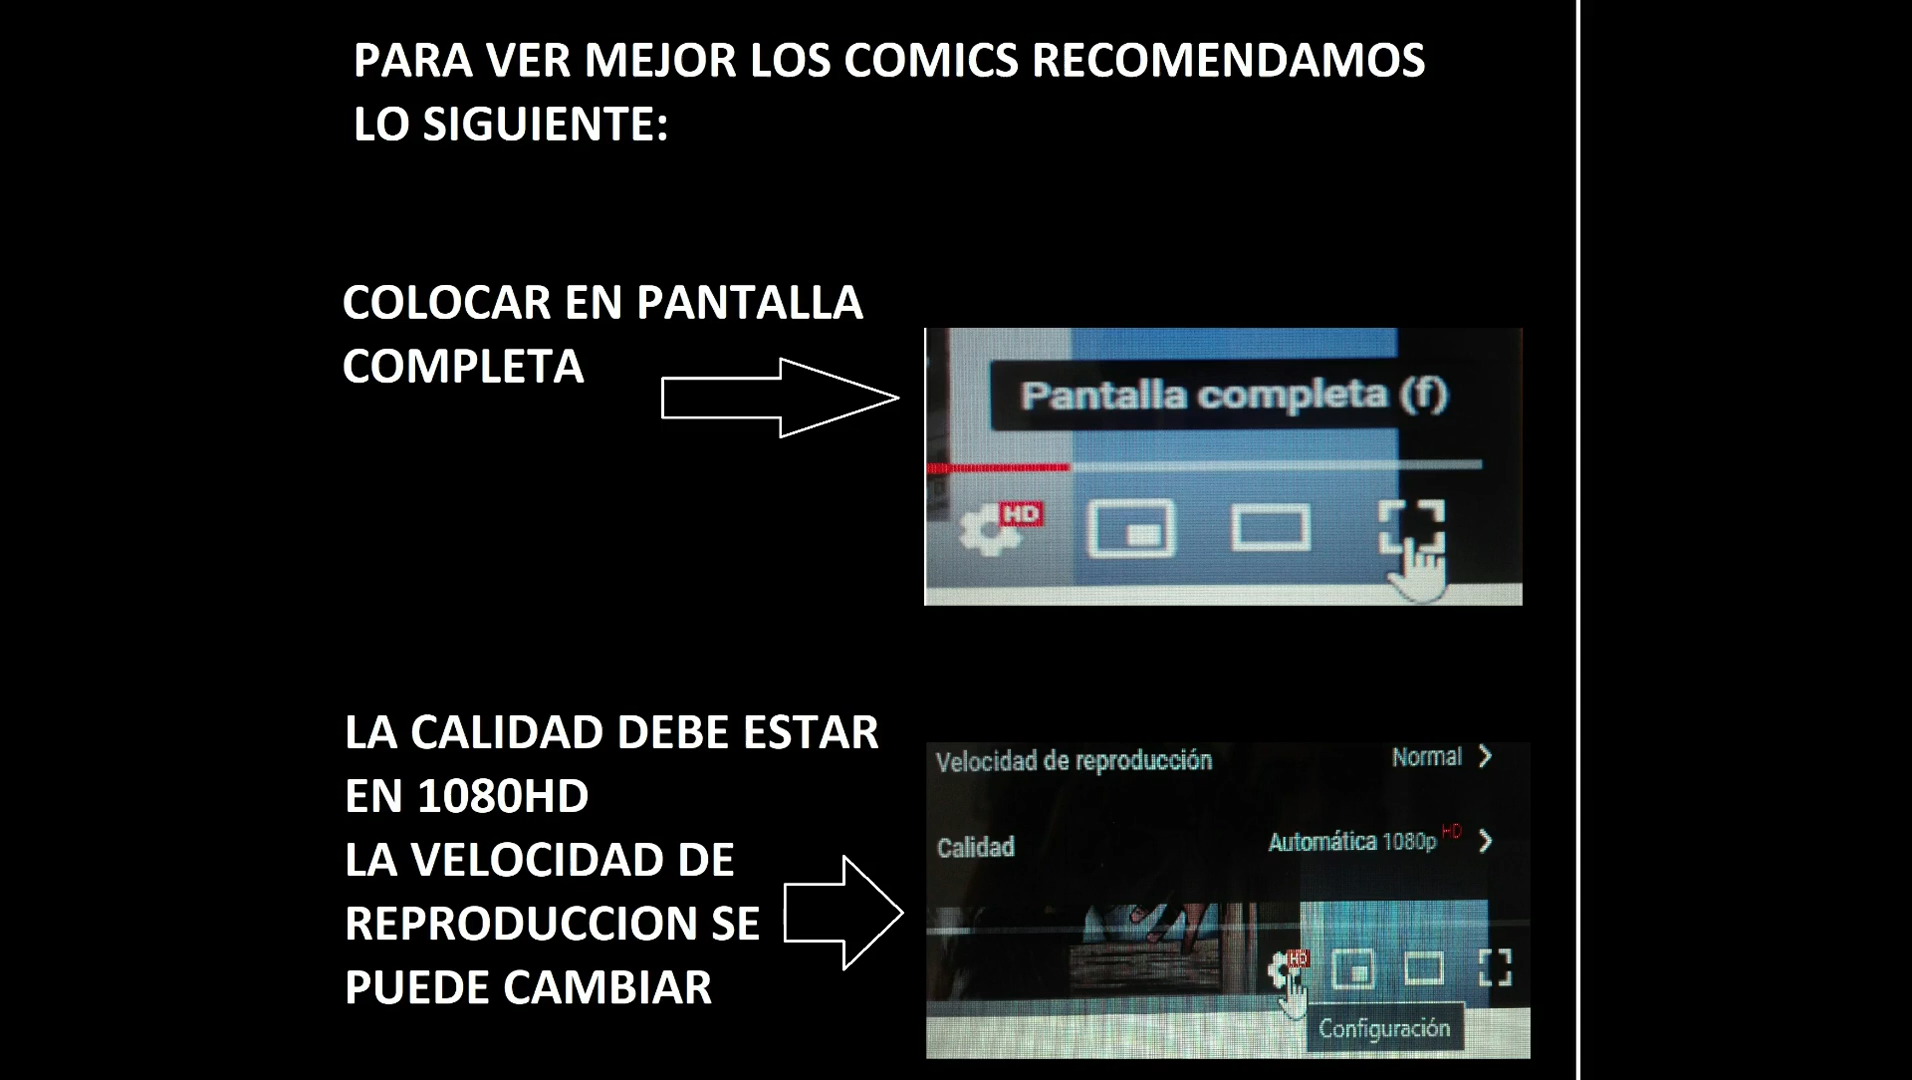 PARA VER MEJOR LOS COMICS RECOMENDAMOS
LO SIGUIENTE:
COLOCAR EN PANTALLA
COMPLETA
Pantalla completa (f)
HD
LA CALIDAD DEBE ESTAR
EN 1080HD
LA VELOCIDAD DE
REPRODUCCION SE
PUEDE CAMBIAR
Velocidad de reproducción Normal
Calidad Automática 1080p HD
HD
Configuración